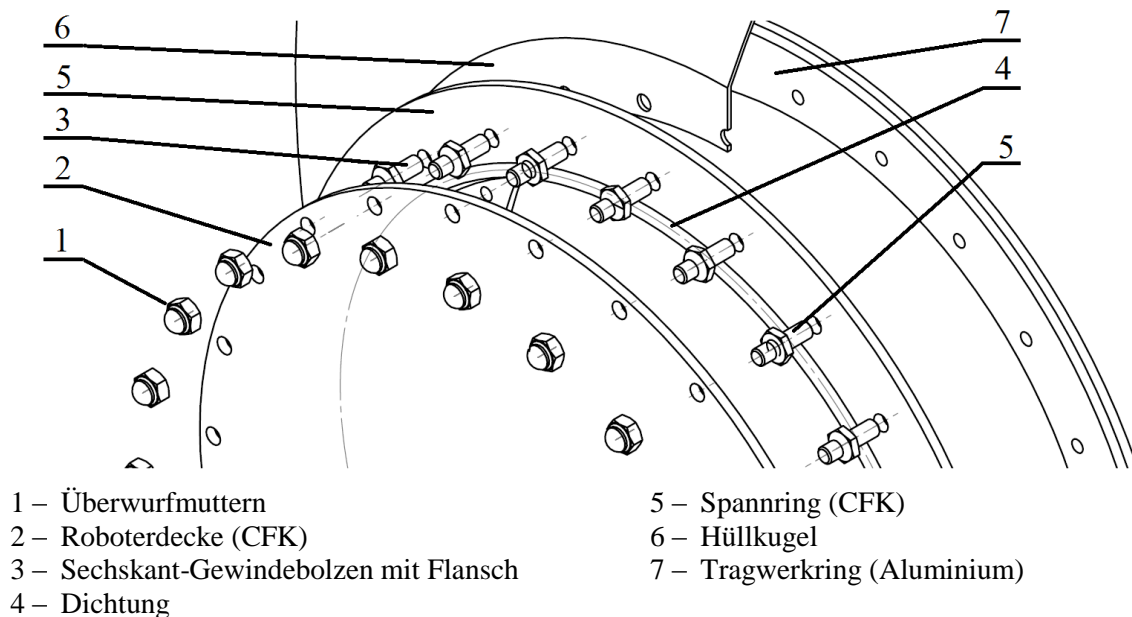 6
7
5
4
3
5
2
1
1 – Überwurfmuttern
2 – Roboterdecke (CFK)
3 – Sechskant-Gewindebolzen mit Flansch
4 – Dichtung
5 – Spannring (CFK)
6 – Hüllkugel
7 – Tragwerkring (Aluminium)